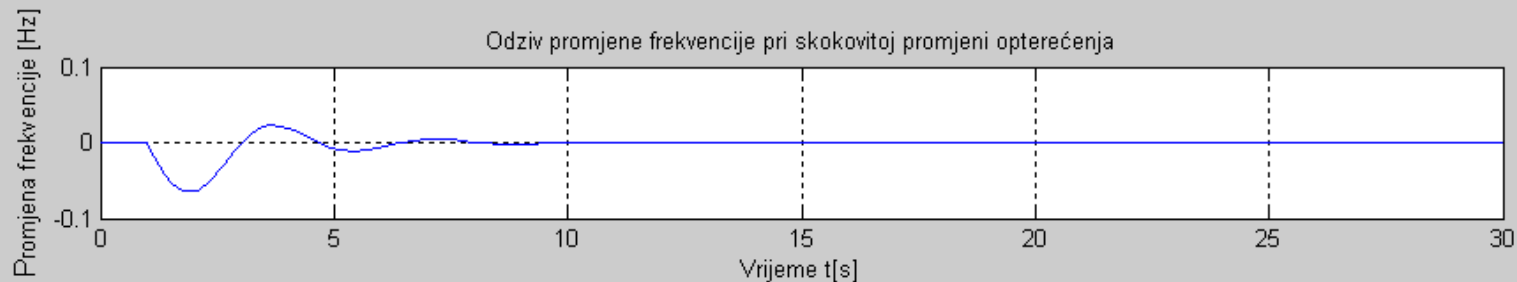 Odziv promjene frekvencije pri skokovitoj promjeni opterećenja
Promjena frekvencije [Hz]
0.1
0
-0.1
0 5 10 15 20 25 30
Vrijeme t[s]